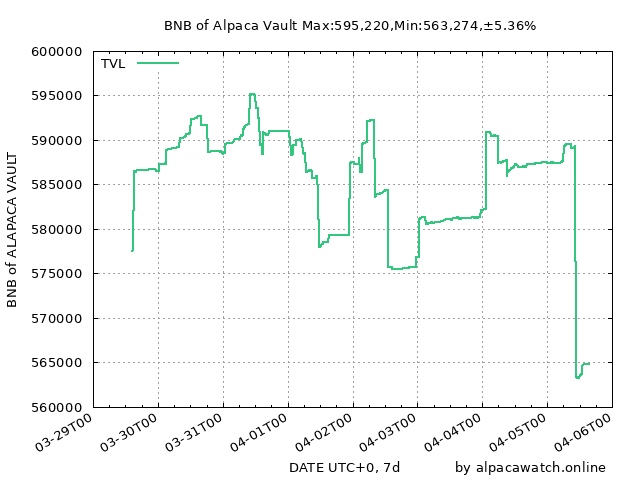 BNB of Alpaca Vault Max:595,220,Min:563,274,±5.36%
TVL
600000
595000
590000
585000
580000
575000
570000
565000
560000
BNB of ALAPACA VAULT
03-29T00
03-30T00
03-31T00
04-01T00
04-02T00
04-03T00
04-04T00
04-05T00
04-06T00
DATE UTC+0, 7d
by alpacawatch.online